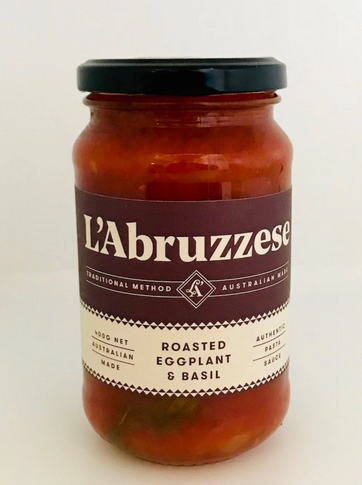 L'Abruzzese
TRADITIONAL METHOD A AUSTRALIAN MADE
400G NET
AUSTRALIAN
MADE
ROASTED
EGGPLANT
& BASIL
AUTHENTIC
PASTA
SAUCE